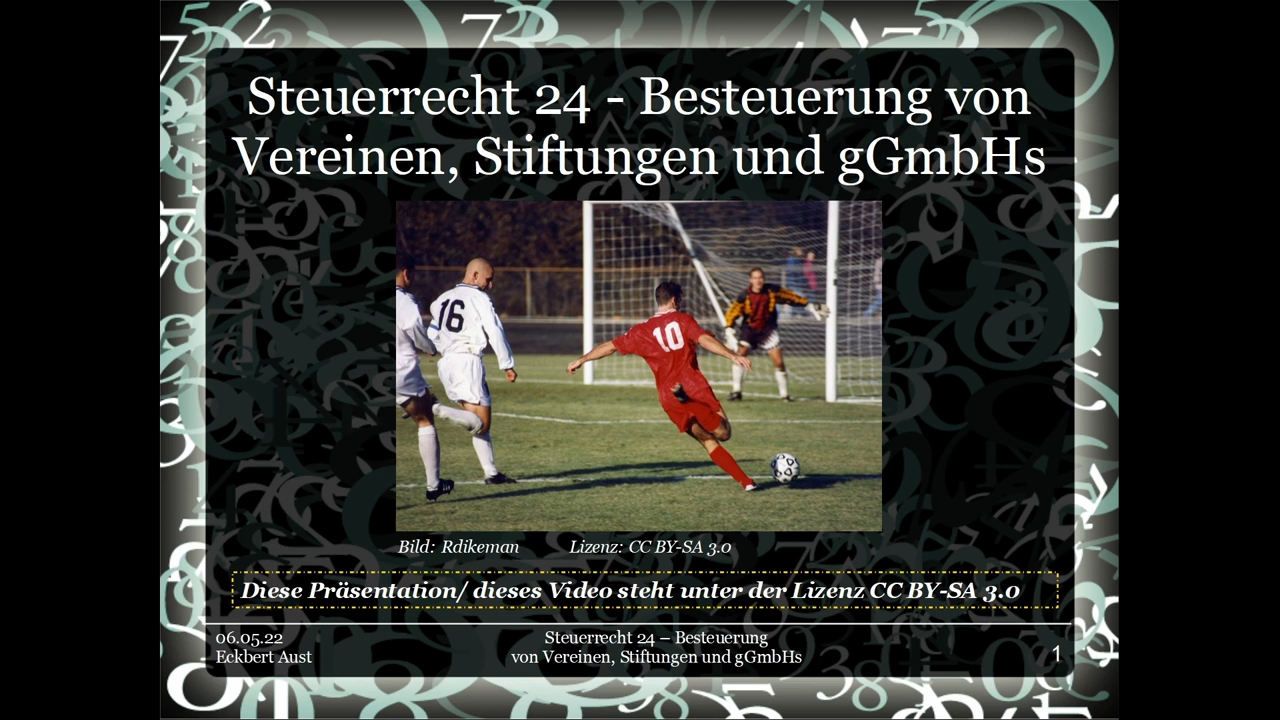 Steuerrecht 24 - Besteuerung von
Vereinen, Stiftungen und gGmbHs
16
10
Bild: Rdikeman Lizenz: CC BY-SA 3.0
Diese Präsentation/ dieses Video steht unter der Lizenz CC BY-SA 3.0
06.05.22
Eckbert Aust
Steuerrecht 24 – Besteuerung
von Vereinen, Stiftungen und gGmbHs
1